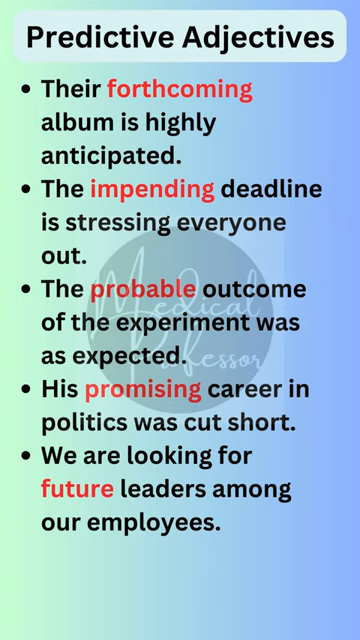 Predictive Adjectives
• Their forthcoming
album is highly
anticipated.
• The impending deadline
is stressing everyone
out.
• The probable outcome
of the experiment was
as expected.
• His promising career in
politics was cut short.
• We are looking for
future leaders among
our employees.
Medical
Professor